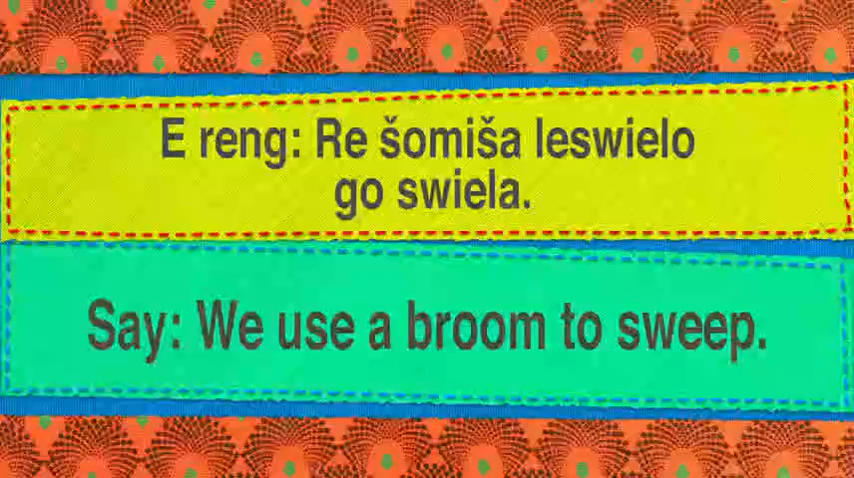 E reng: Re šomiša leswielo
go swiela.
Say: We use a broom to sweep.